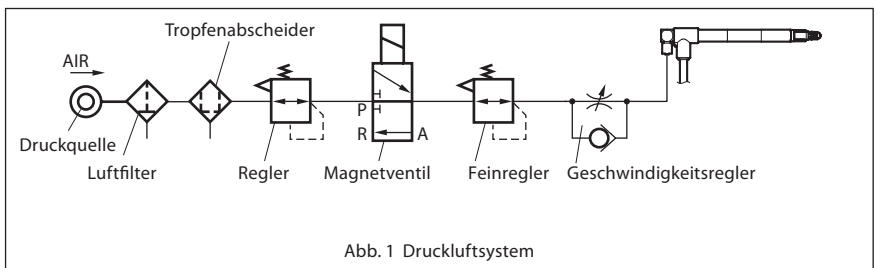 Tropfenabscheider
AIR
P
R
A
Druckquelle
Luftfilter
Regler
Magnetventil
Feinregler
Geschwindigkeitsregler
Abb. 1 Druckluftsystem